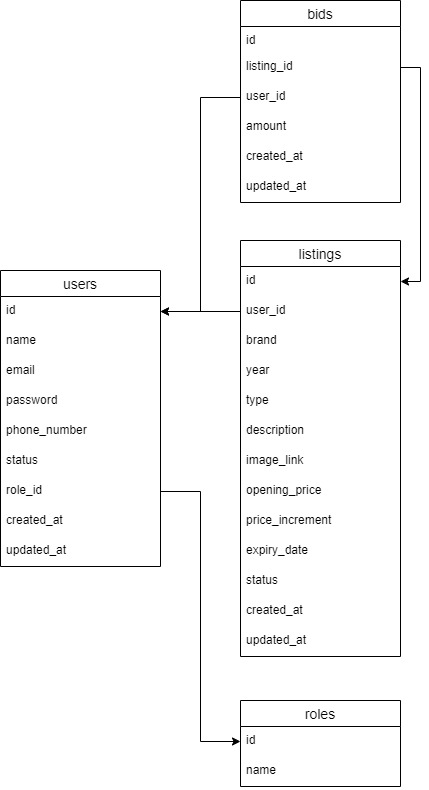 bids
id
listing_id
user_id
amount
created_at
updated_at
listings
id
user_id
brand
year
type
description
image_link
opening_price
price_increment
expiry_date
status
created_at
updated_at
users
id
name
email
password
phone_number
status
role_id
created_at
updated_at
roles
id
name